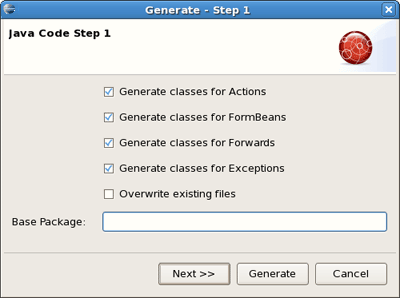 Generate - Step 1
Java Code Step 1
Generate classes for Actions
Generate classes for FormBeans
Generate classes for Forwards
Generate classes for Exceptions
Overwrite existing files
Base Package:
Next >> Generate Cancel